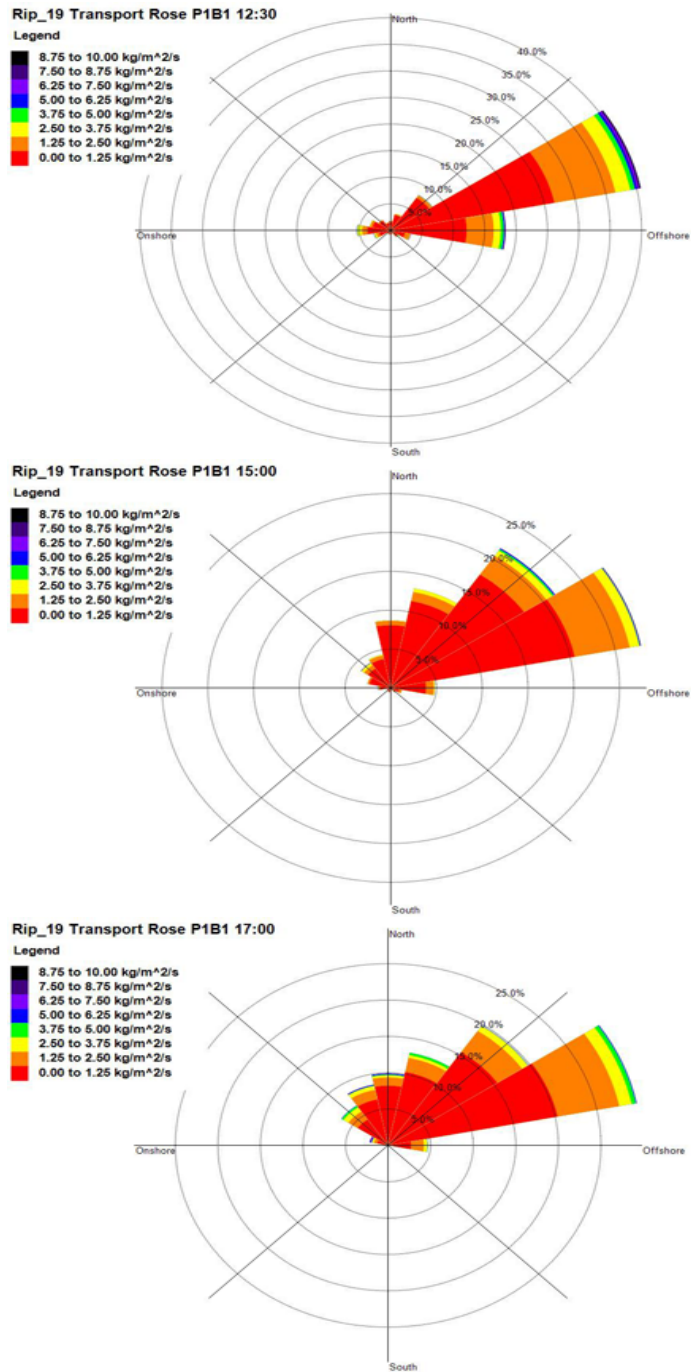 Rip_19 Transport Rose P1B1 12:30
Legend
8.75 to 10.00 kg/m^2/s
7.50 to 8.75 kg/m^2/s
6.25 to 7.50 kg/m^2/s
5.00 to 6.25 kg/m^2/s
3.75 to 5.00 kg/m^2/s
2.50 to 3.75 kg/m^2/s
1.25 to 2.50 kg/m^2/s
0.00 to 1.25 kg/m^2/s
North
40.0%
35.0%
30.0%
25.0%
20.0%
15.0%
10.0%
5.0%
Onshore
Offshore
South
Rip_19 Transport Rose P1B1 15:00
Legend
8.75 to 10.00 kg/m^2/s
7.50 to 8.75 kg/m^2/s
6.25 to 7.50 kg/m^2/s
5.00 to 6.25 kg/m^2/s
3.75 to 5.00 kg/m^2/s
2.50 to 3.75 kg/m^2/s
1.25 to 2.50 kg/m^2/s
0.00 to 1.25 kg/m^2/s
North
25.0%
20.0%
15.0%
10.0%
5.0%
Onshore
Offshore
South
Rip_19 Transport Rose P1B1 17:00
Legend
8.75 to 10.00 kg/m^2/s
7.50 to 8.75 kg/m^2/s
6.25 to 7.50 kg/m^2/s
5.00 to 6.25 kg/m^2/s
3.75 to 5.00 kg/m^2/s
2.50 to 3.75 kg/m^2/s
1.25 to 2.50 kg/m^2/s
0.00 to 1.25 kg/m^2/s
North
25.0%
20.0%
15.0%
10.0%
5.0%
Onshore
Offshore
South